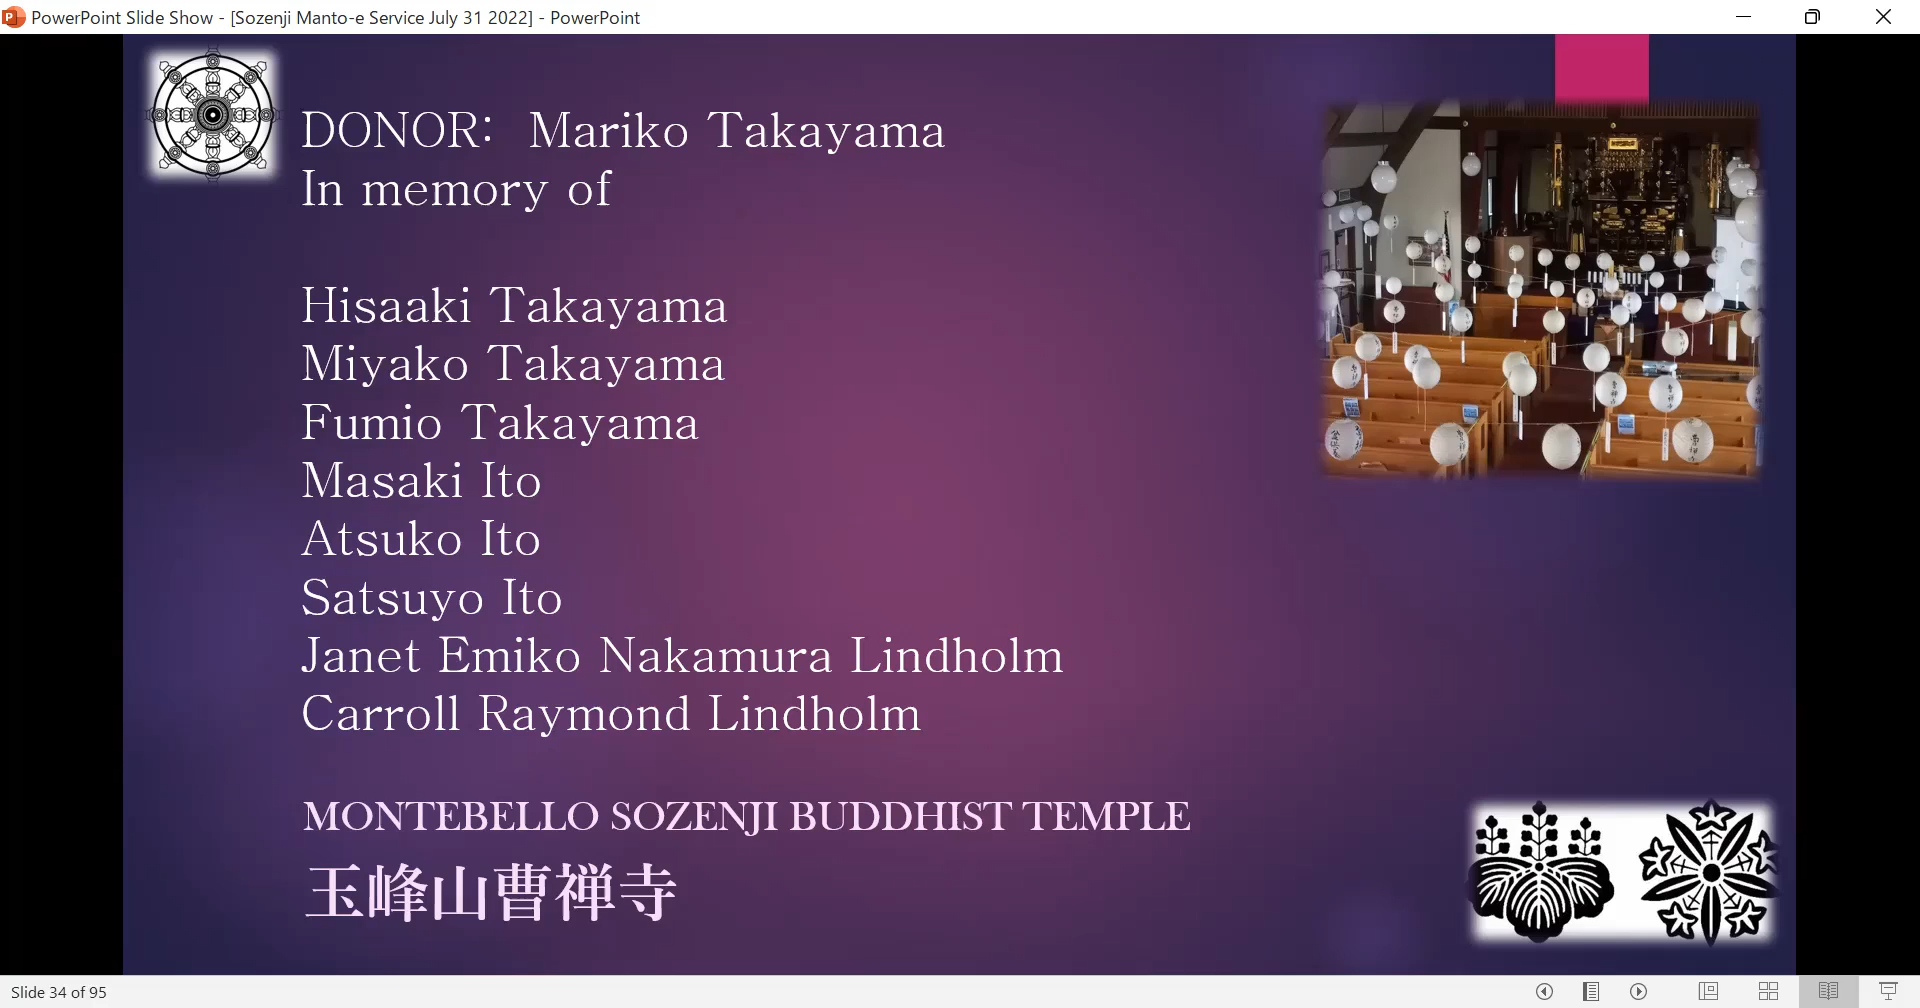 PowerPoint Slide Show - [Sozenji Manto-e Service July 31 2022] - PowerPoint
DONOR: Mariko Takayama
In memory of
Hisaaki Takayama
Miyako Takayama
Fumio Takayama
Masaki Ito
Atsuko Ito
Satsuyo Ito
Janet Emiko Nakamura Lindholm
Carroll Raymond Lindholm
MONTEBELLO SOZENJI BUDDHIST TEMPLE
玉峰山曹禅寺
Slide 34 of 95